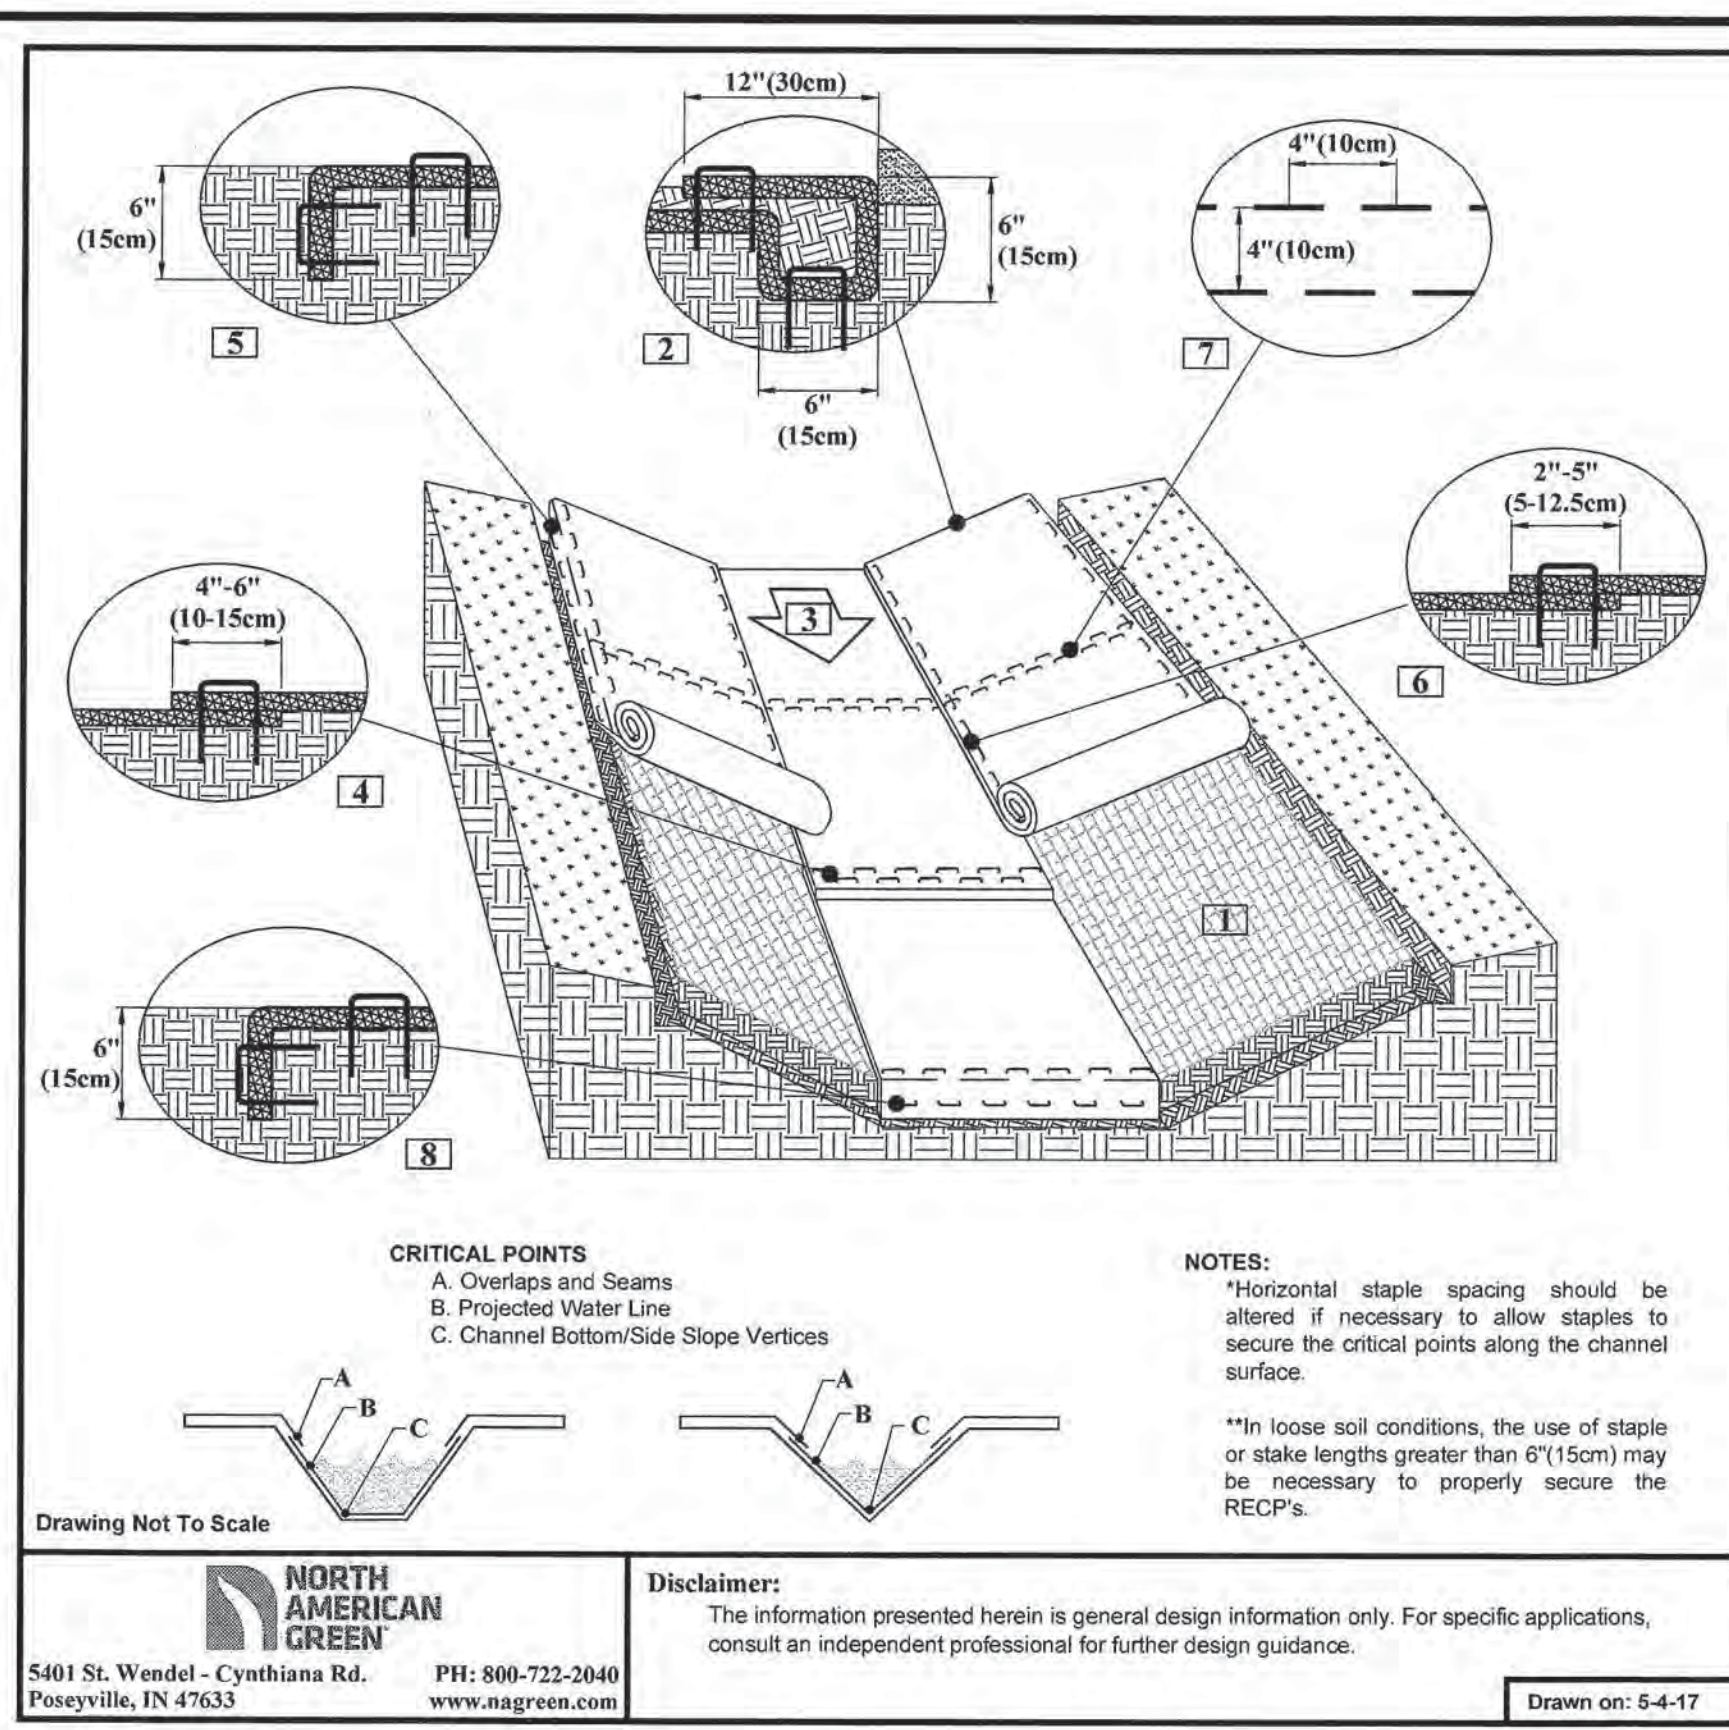 12"(30cm)
6"
(15cm)
5
6"
(15cm)
2
6"
(15cm)
4"(10cm)
4"(10cm)
7
2"-5"
(5-12.5cm)
6
4"-6"
(10-15cm)
4
3
1
6"
(15cm)
8
CRITICAL POINTS
A. Overlaps and Seams
B. Projected Water Line
C. Channel Bottom/Side Slope Vertices
A
B
C
A
B
C
Drawing Not To Scale
NOTES:
*Horizontal staple spacing should be
altered if necessary to allow staples to
secure the critical points along the channel
surface.
**In loose soil conditions, the use of staple
or stake lengths greater than 6"(15cm) may
be necessary to properly secure the
RECP's.
NORTH
AMERICAN
GREEN
5401 St. Wendel - Cynthiana Rd.
Poseyville, IN 47633
PH: 800-722-2040
www.nagreen.com
Disclaimer:
The information presented herein is general design information only. For specific applications,
consult an independent professional for further design guidance.
Drawn on: 5-4-17